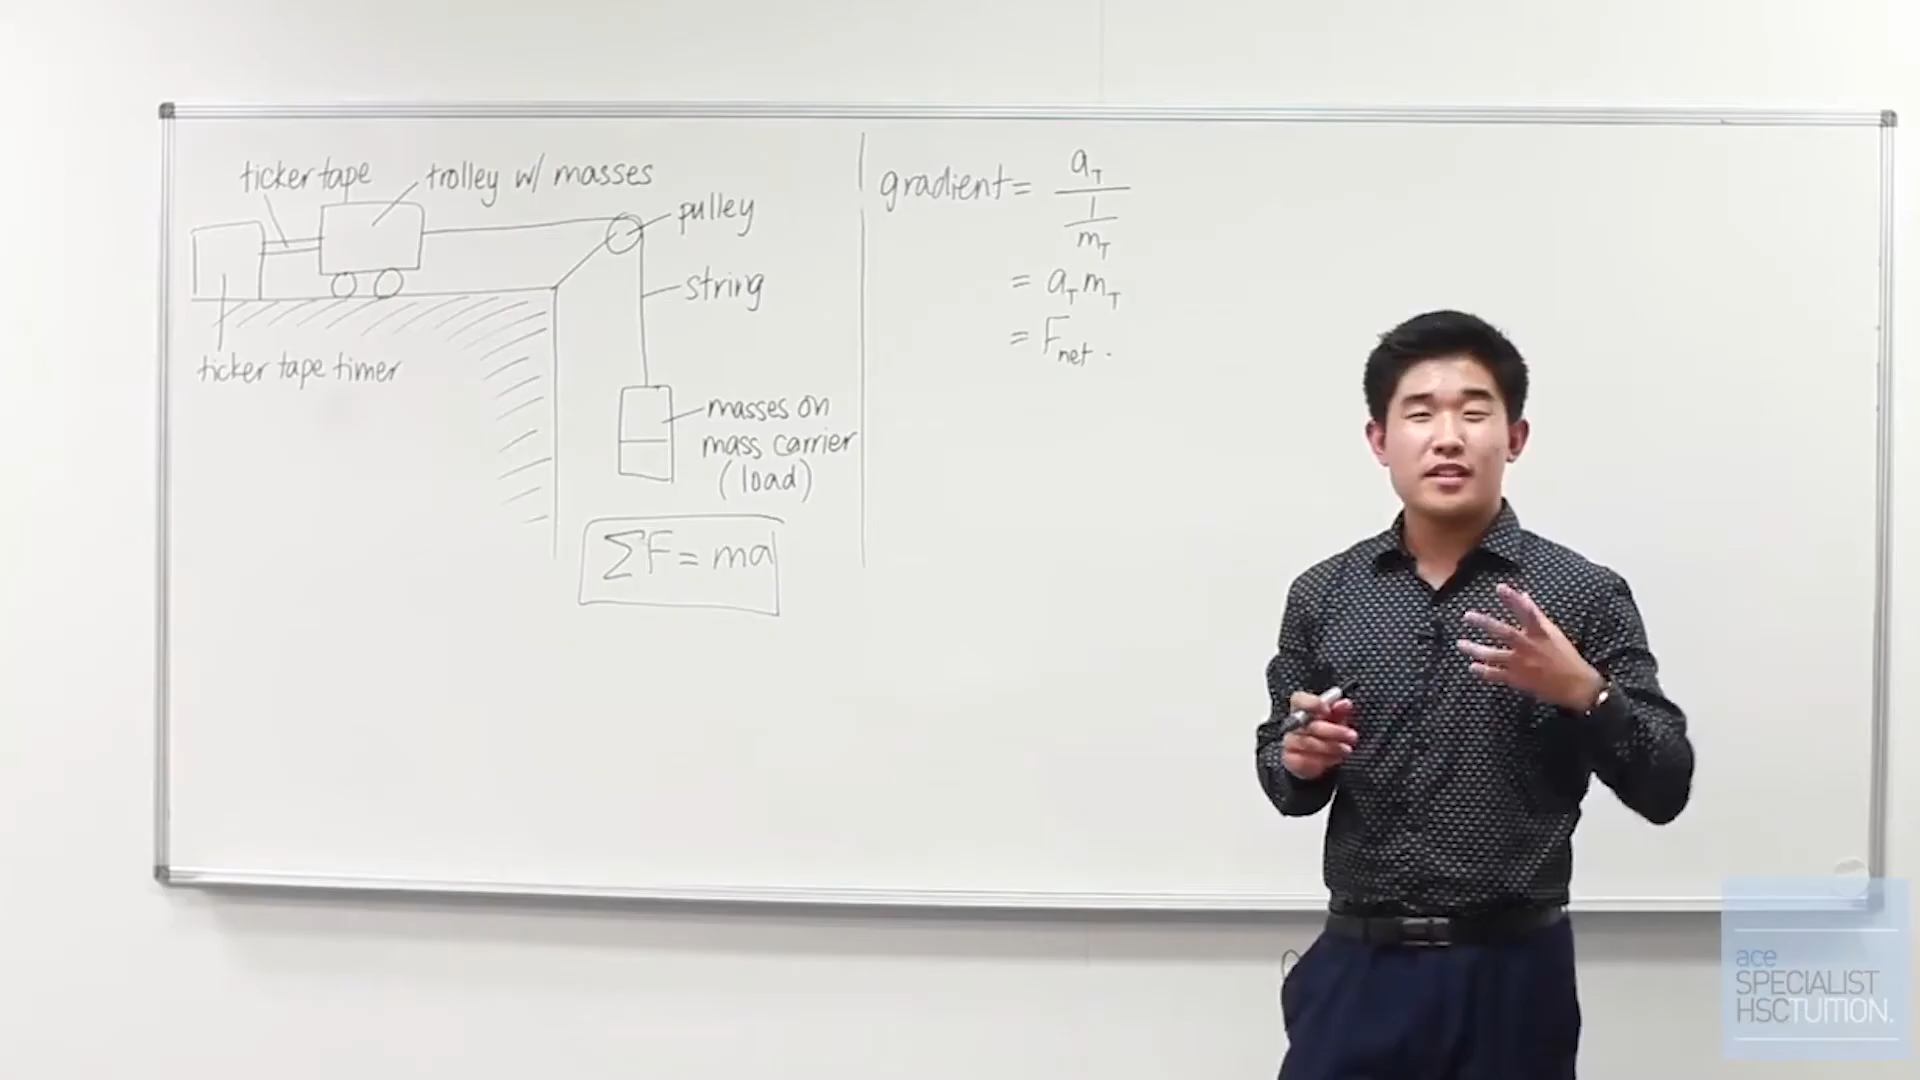 ticker tape
trolley w/ masses
pulley
string
ticker tape timer
masses on
mass carrier
(load)
ΣF = ma
gradient = a_T / (1 / m_T)
= a_T m_T
= F_net.
ace
SPECIALIST
HSCTUITION.